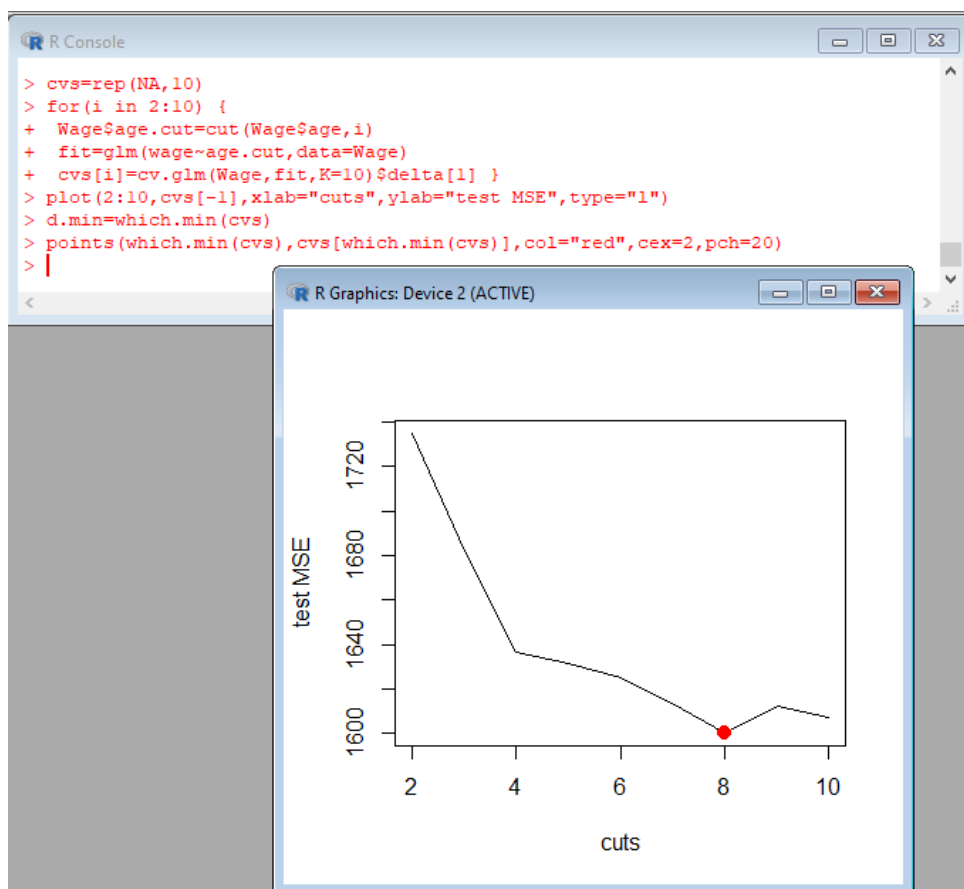 R Console
> cvs=rep(NA,10)
> for(i in 2:10) {
+  Wage$age.cut=cut(Wage$age,i)
+  fit=glm(wage~age.cut,data=Wage)
+  cvs[i]=cv.glm(Wage,fit,K=10)$delta[1] }
> plot(2:10,cvs[-1],xlab="cuts",ylab="test MSE",type="l")
> d.min=which.min(cvs)
> points(which.min(cvs),cvs[which.min(cvs)],col="red",cex=2,pch=20)
>
R Graphics: Device 2 (ACTIVE)
test MSE
1720
1680
1640
1600
2 4 6 8 10
cuts